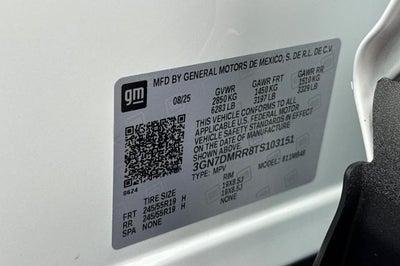 gm MFD BY GENERAL MOTORS DE MEXICO, S. DE R.L. DE C.V.
08/25 GVWR GAWR FRT GAWR RR
2850 KG 1450 KG 1510 KG
6283 LB 3197 LB 3329 LB
THIS VEHICLE CONFORMS TO ALL
APPLICABLE U.S. FEDERAL MOTOR
VEHICLE SAFETY STANDARDS IN EFFECT
ON THE DATE OF MANUFACTURE
SHOWN ABOVE.
3GN7DMRR8TS103151
TYPE: MPV
0624
TIRE SIZE RIM
FRT 245/55R19 H 19X8.5J
RR 245/55R19 H 19X8.5J
SPA NONE NONE